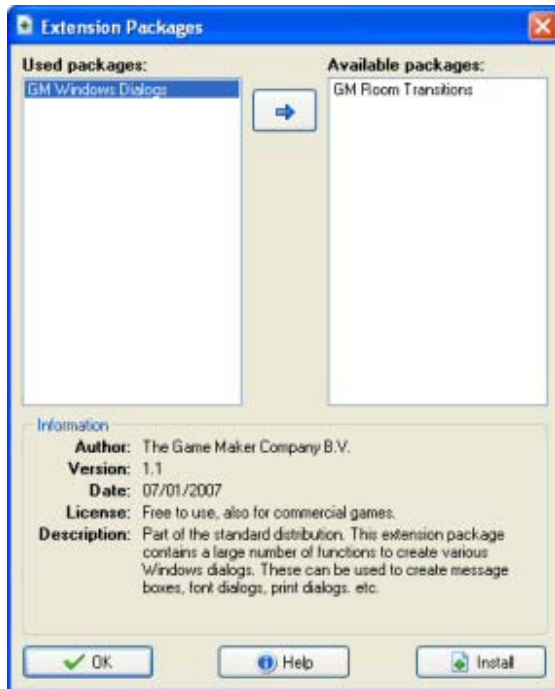 Extension Packages
Used packages:
Available packages:
GM Windows Dialogs
GM Room Transitions
Information
Author: The Game Maker Company B.V.
Version: 1.1
Date: 07/01/2007
License: Free to use, also for commercial games.
Description: Part of the standard distribution. This extension package
contains a large number of functions to create various
Windows dialogs. These can be used to create message
boxes, font dialogs, print dialogs. etc.
OK
Help
Install